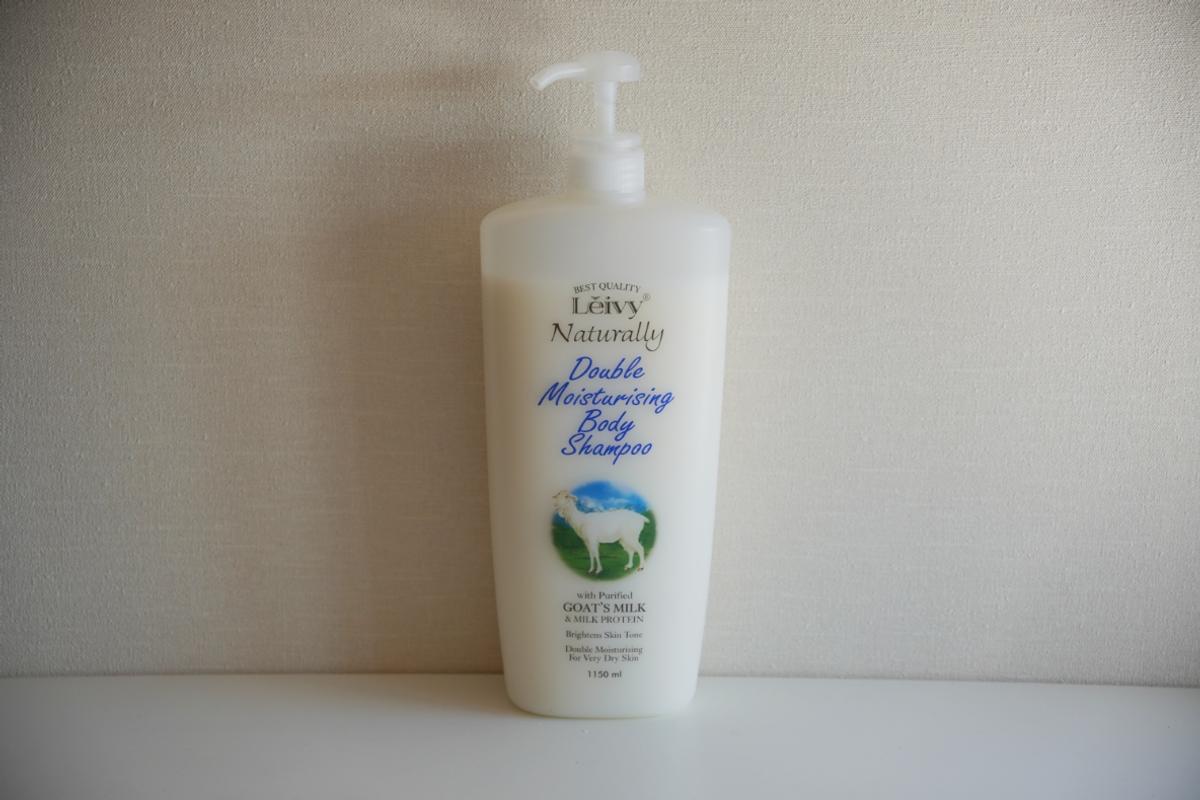 BEST QUALITY
Lěivy®
Naturally
Double
Moisturising
Body
Shampoo
with Purified
GOAT'S MILK
& MILK PROTEIN
Brightens Skin Tone
Double Moisturising
For Very Dry Skin
1150 ml